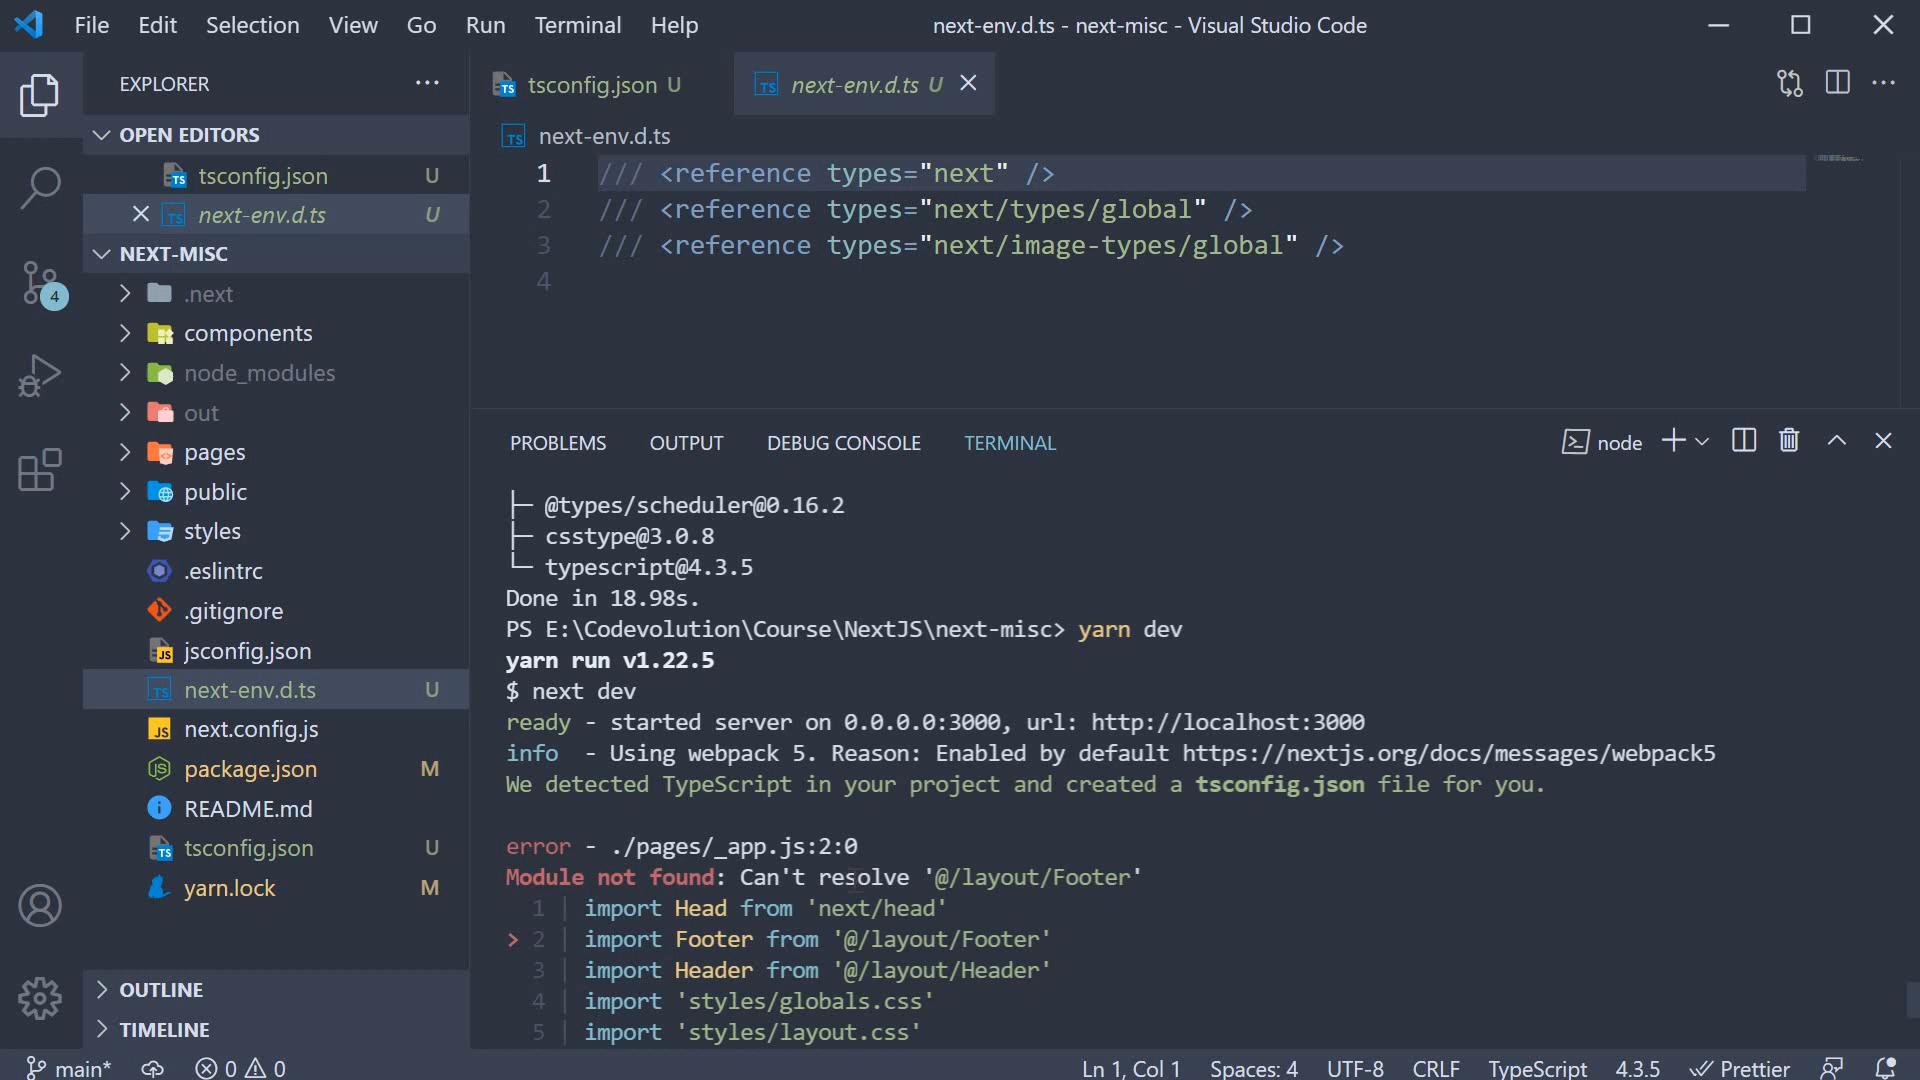 File Edit Selection View Go Run Terminal Help
next-env.d.ts - next-misc - Visual Studio Code
EXPLORER
OPEN EDITORS
tsconfig.json U
next-env.d.ts U
NEXT-MISC
.next
components
node_modules
out
pages
public
styles
.eslintrc
.gitignore
jsconfig.json
next-env.d.ts U
next.config.js
package.json M
README.md
tsconfig.json U
yarn.lock M
OUTLINE
TIMELINE
4
tsconfig.json U
next-env.d.ts U
next-env.d.ts
1 /// <reference types="next" />
2 /// <reference types="next/types/global" />
3 /// <reference types="next/image-types/global" />
4
PROBLEMS OUTPUT DEBUG CONSOLE TERMINAL
node
├─ @types/scheduler@0.16.2
├─ csstype@3.0.8
└─ typescript@4.3.5
Done in 18.98s.
PS E:\Codevolution\Course\NextJS\next-misc> yarn dev
yarn run v1.22.5
$ next dev
ready - started server on 0.0.0.0:3000, url: http://localhost:3000
info  - Using webpack 5. Reason: Enabled by default https://nextjs.org/docs/messages/webpack5
We detected TypeScript in your project and created a tsconfig.json file for you.
error - ./pages/_app.js:2:0
Module not found: Can't resolve '@/layout/Footer'
1 | import Head from 'next/head'
> 2 | import Footer from '@/layout/Footer'
3 | import Header from '@/layout/Header'
4 | import 'styles/globals.css'
5 | import 'styles/layout.css'
main* 0 0
Ln 1, Col 1 Spaces: 4 UTF-8 CRLF TypeScript 4.3.5 Prettier